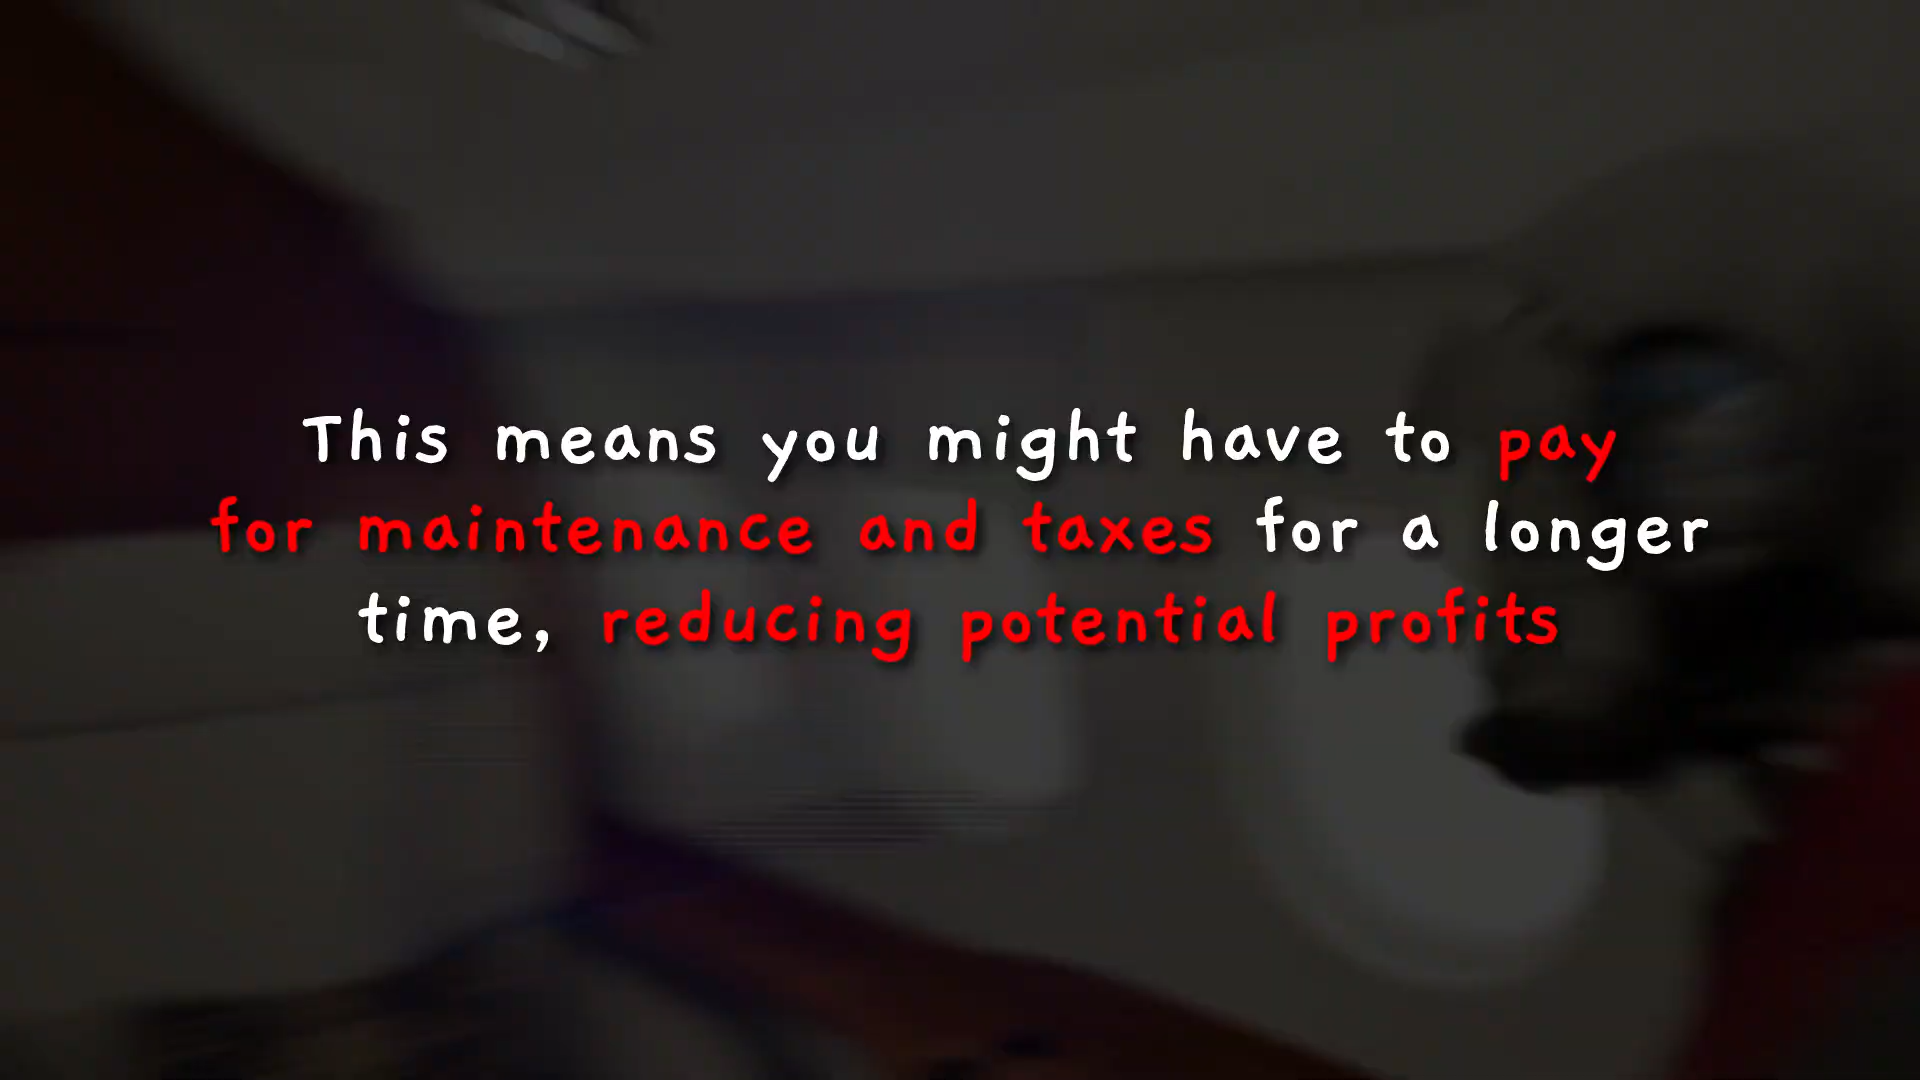 This means you might have to pay
for maintenance and taxes for a longer
time, reducing potential profits